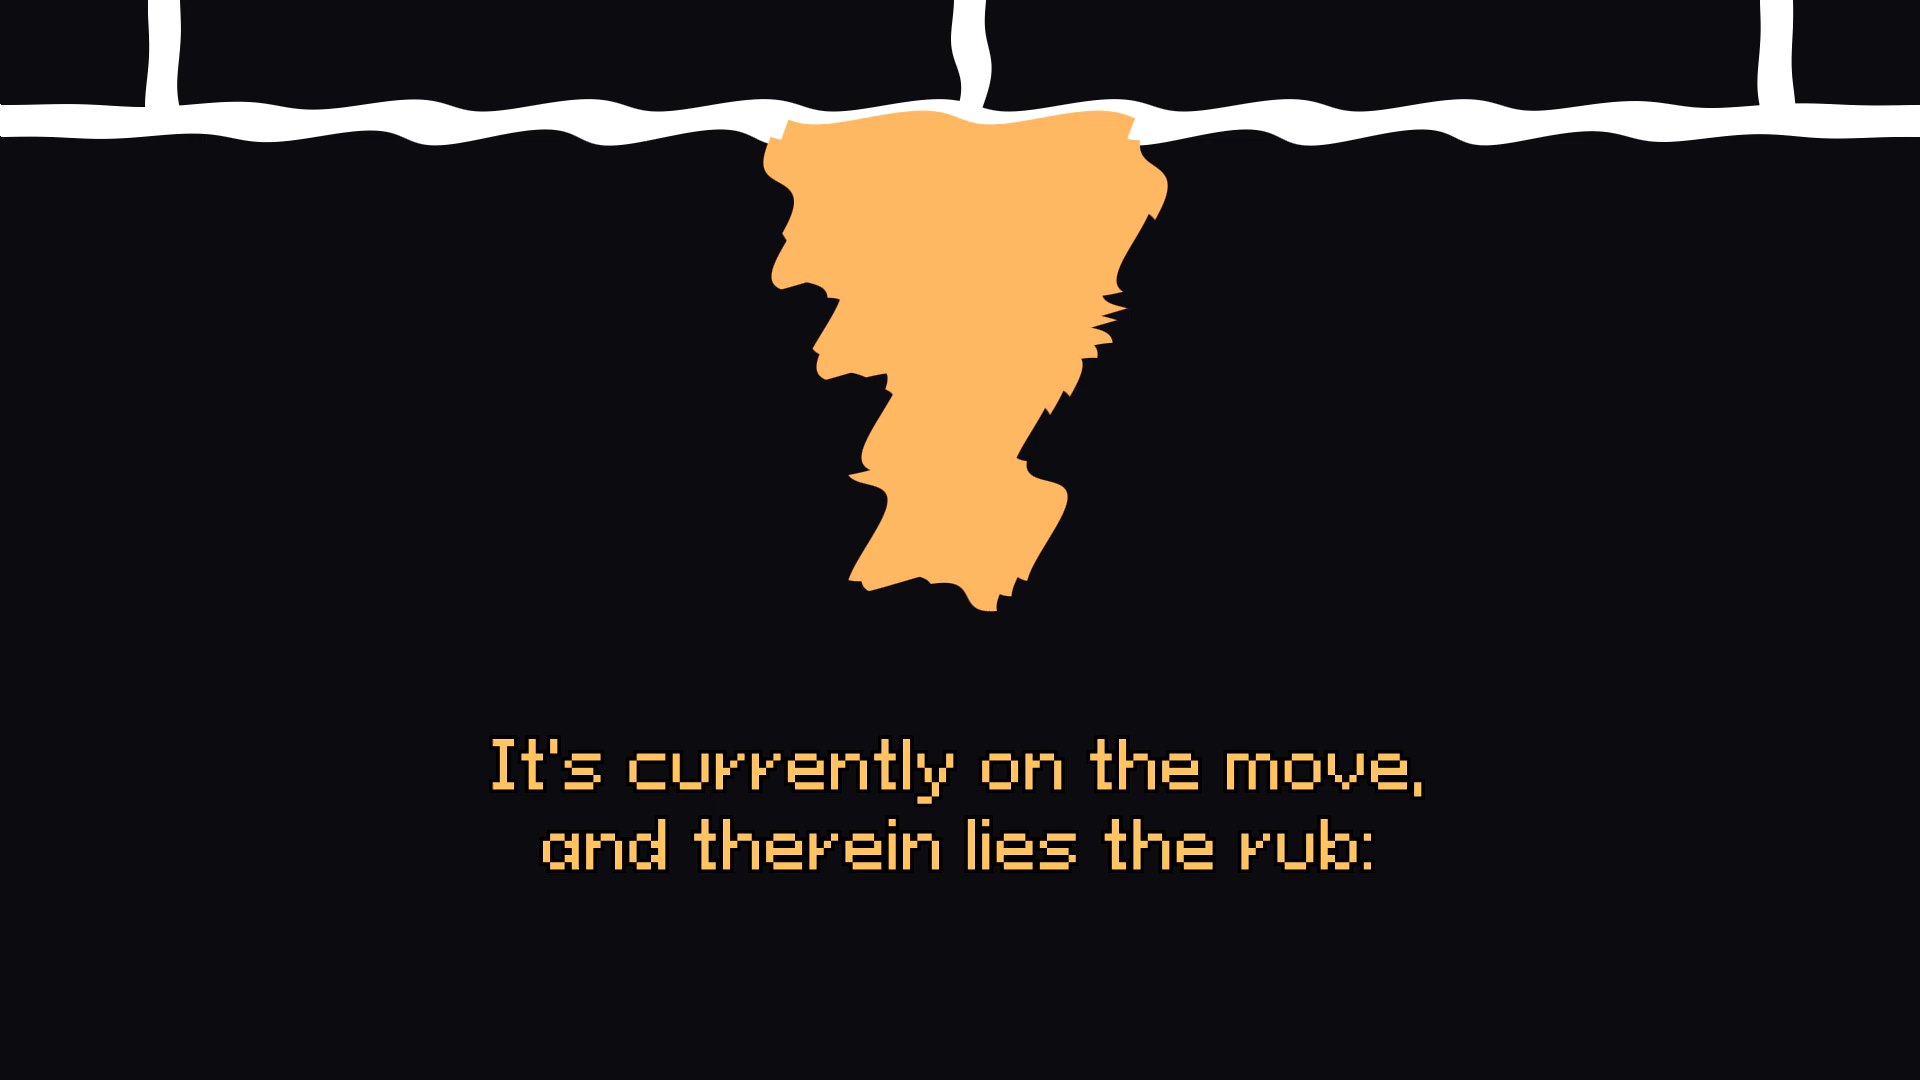 It's currently on the move,
and therein lies the rub: